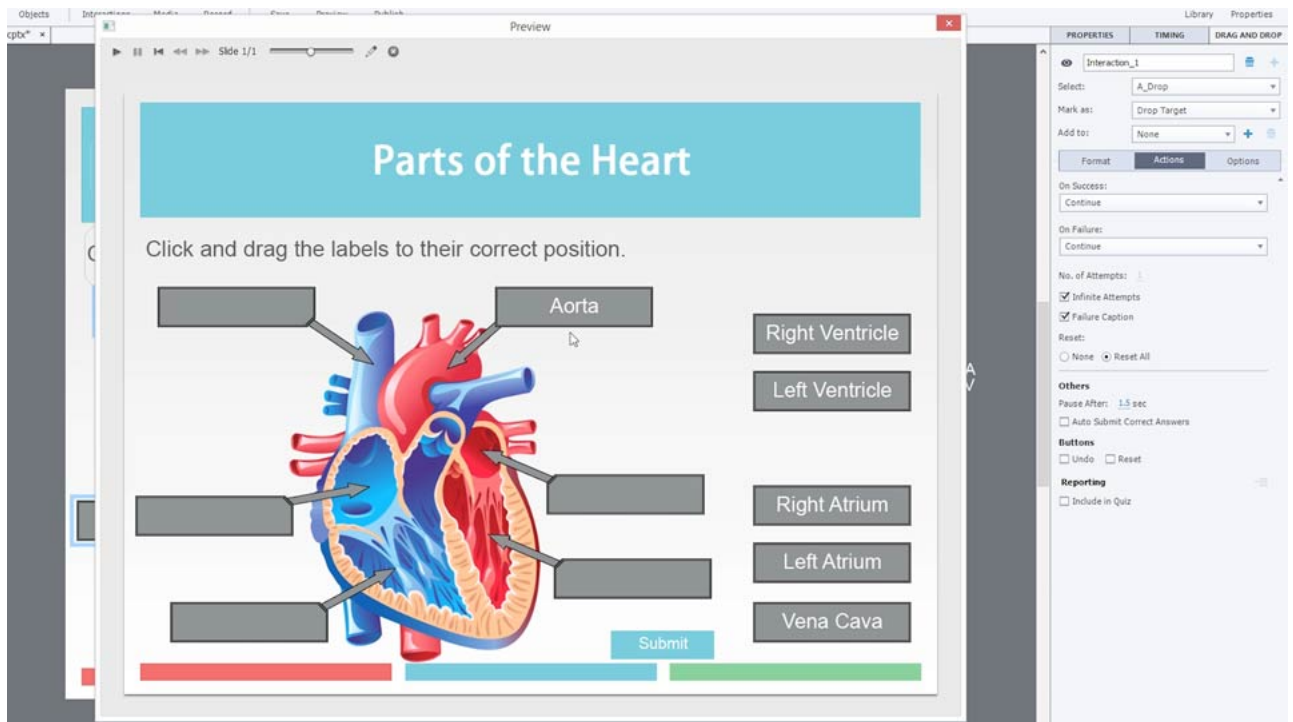 Objects
Library Properties
cptx* ×
Preview
Slide 1/1
Parts of the Heart
Click and drag the labels to their correct position.
Aorta
Right Ventricle
Left Ventricle
Right Atrium
Left Atrium
Vena Cava
Submit
A
V
PROPERTIES TIMING DRAG AND DROP
Interaction_1
Select: A_Drop
Mark as: Drop Target
Add to: None
Format Actions Options
On Success:
Continue
On Failure:
Continue
No. of Attempts:
Infinite Attempts
Failure Caption
Reset:
None Reset All
Others
Pause After: 1.5 sec
Auto Submit Correct Answers
Buttons
Undo Reset
Reporting
Include in Quiz